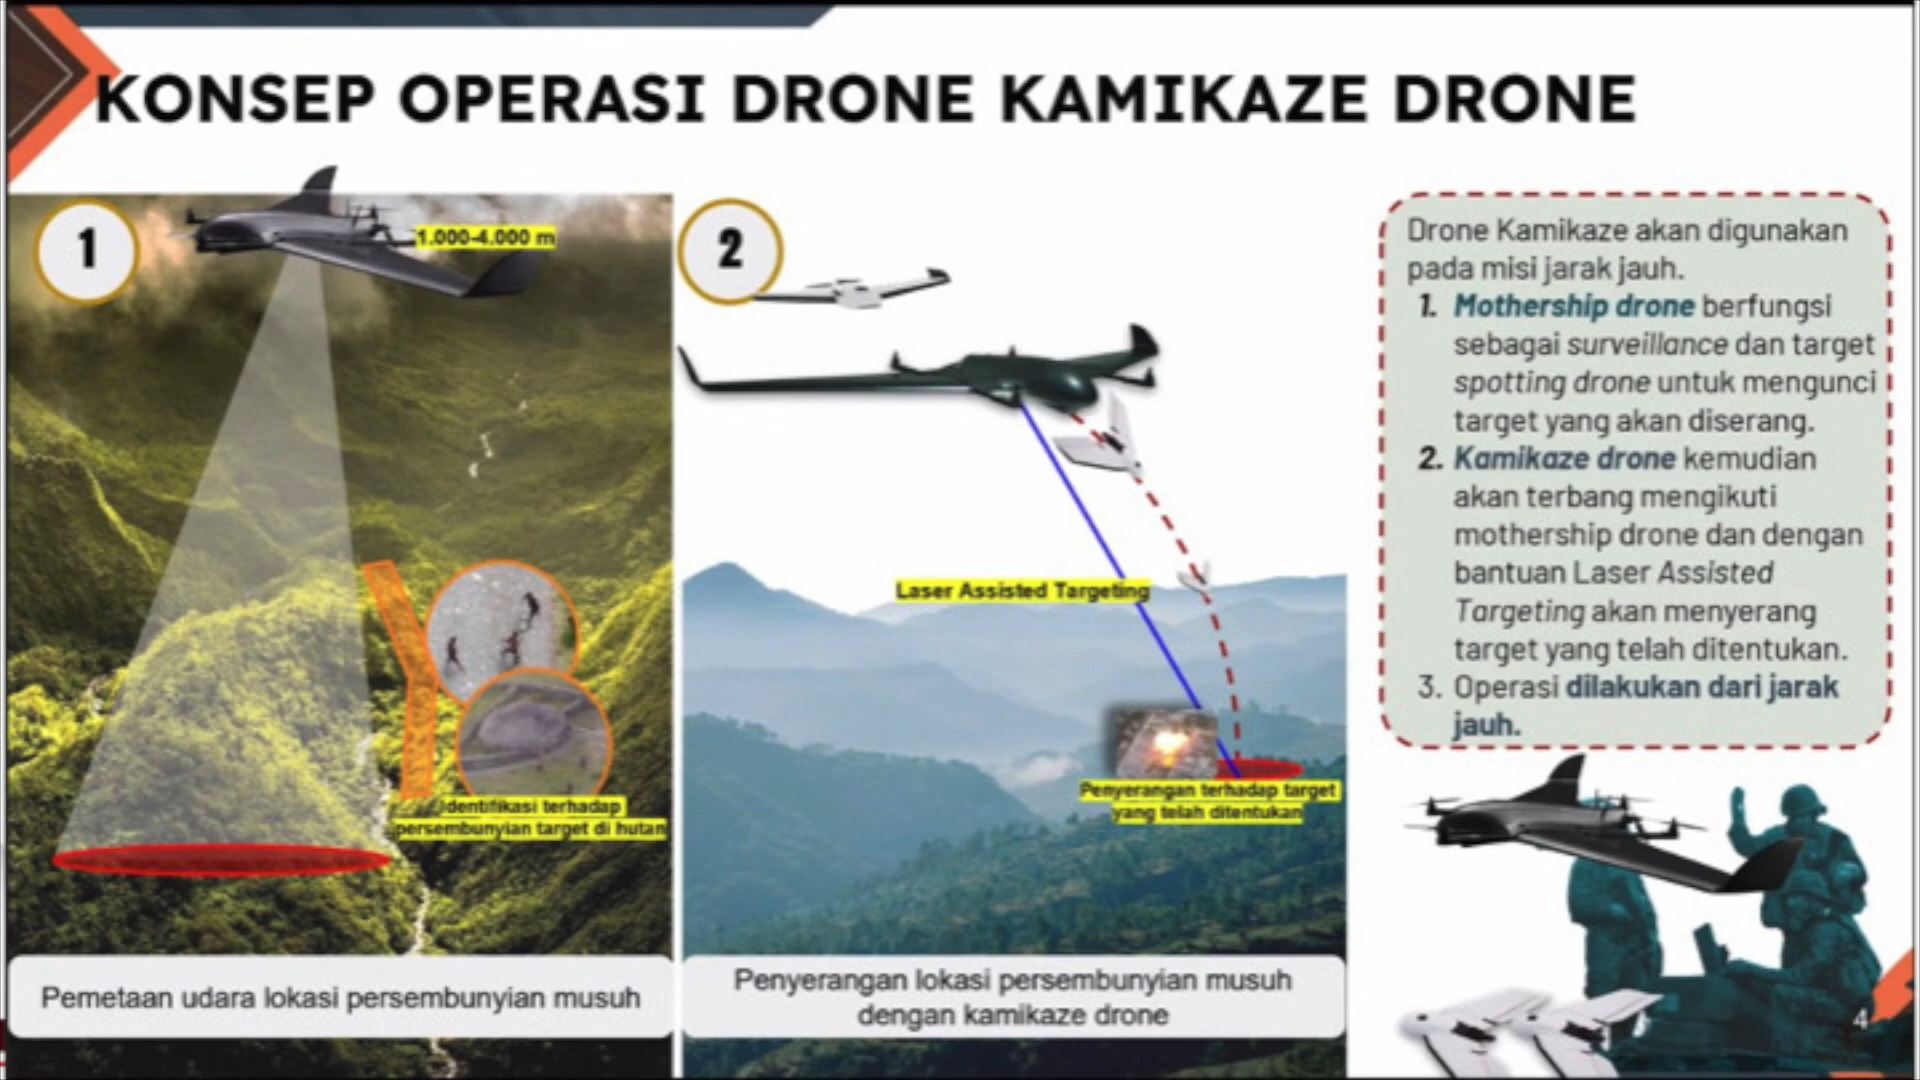 KONSEP OPERASI DRONE KAMIKAZE DRONE
1
1.000-4.000 m
Identifikasi terhadap
persembunyian target di hutan
Pemetaan udara lokasi persembunyian musuh
2
Laser Assisted Targeting
Penyerangan terhadap target
yang telah ditentukan
Penyerangan lokasi persembunyian musuh
dengan kamikaze drone
Drone Kamikaze akan digunakan
pada misi jarak jauh.
1. Mothership drone berfungsi
sebagai surveillance dan target
spotting drone untuk mengunci
target yang akan diserang.
2. Kamikaze drone kemudian
akan terbang mengikuti
mothership drone dan dengan
bantuan Laser Assisted
Targeting akan menyerang
target yang telah ditentukan.
3. Operasi dilakukan dari jarak
jauh.
4